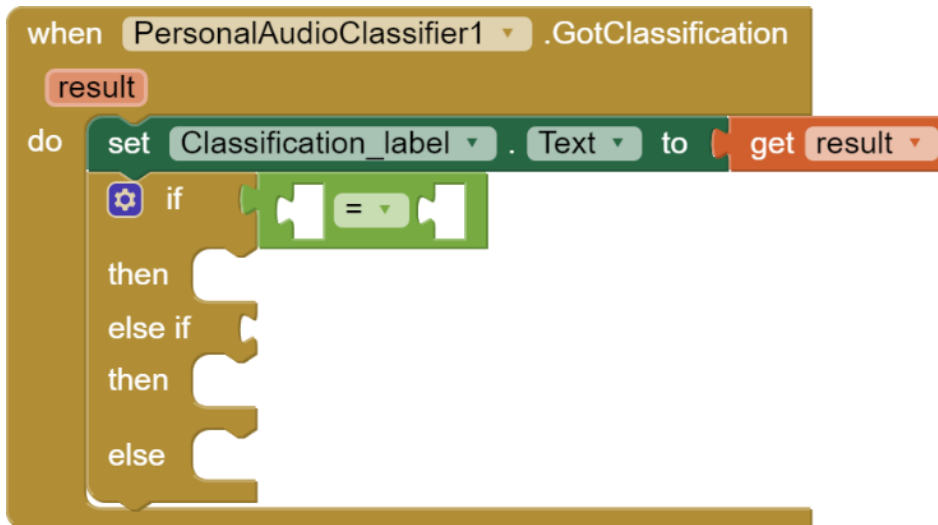 when PersonalAudioClassifier1 .GotClassification
result
do set Classification_label . Text to get result
if =
then
else if
then
else